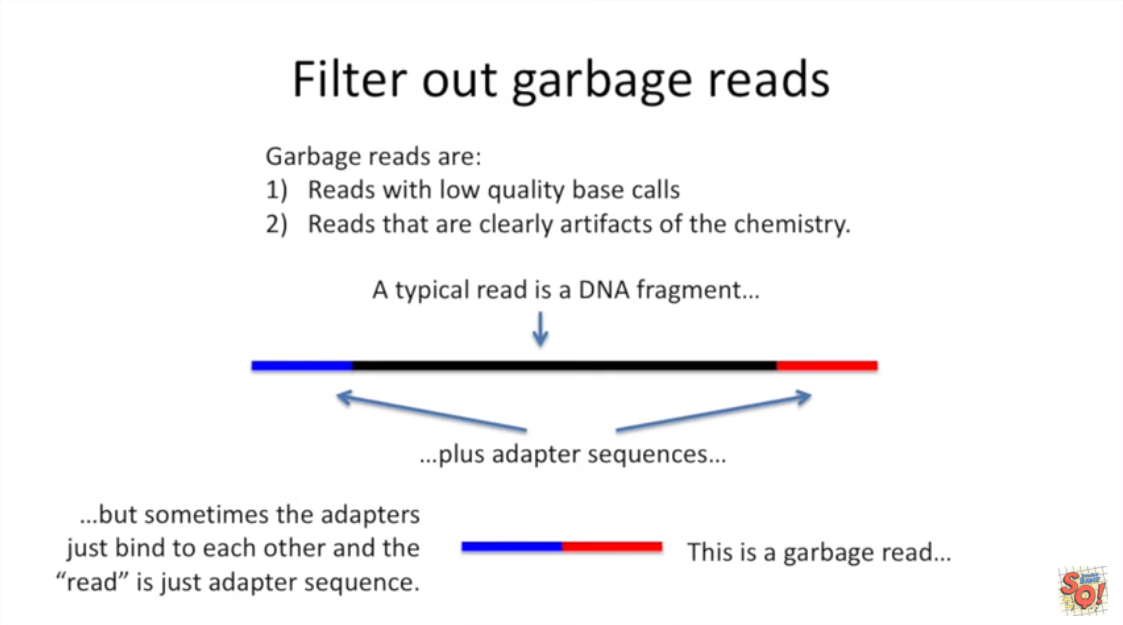 Filter out garbage reads
Garbage reads are:
1) Reads with low quality base calls
2) Reads that are clearly artifacts of the chemistry.
A typical read is a DNA fragment...
...plus adapter sequences...
...but sometimes the adapters
just bind to each other and the
“read” is just adapter sequence.
This is a garbage read...
SQ!